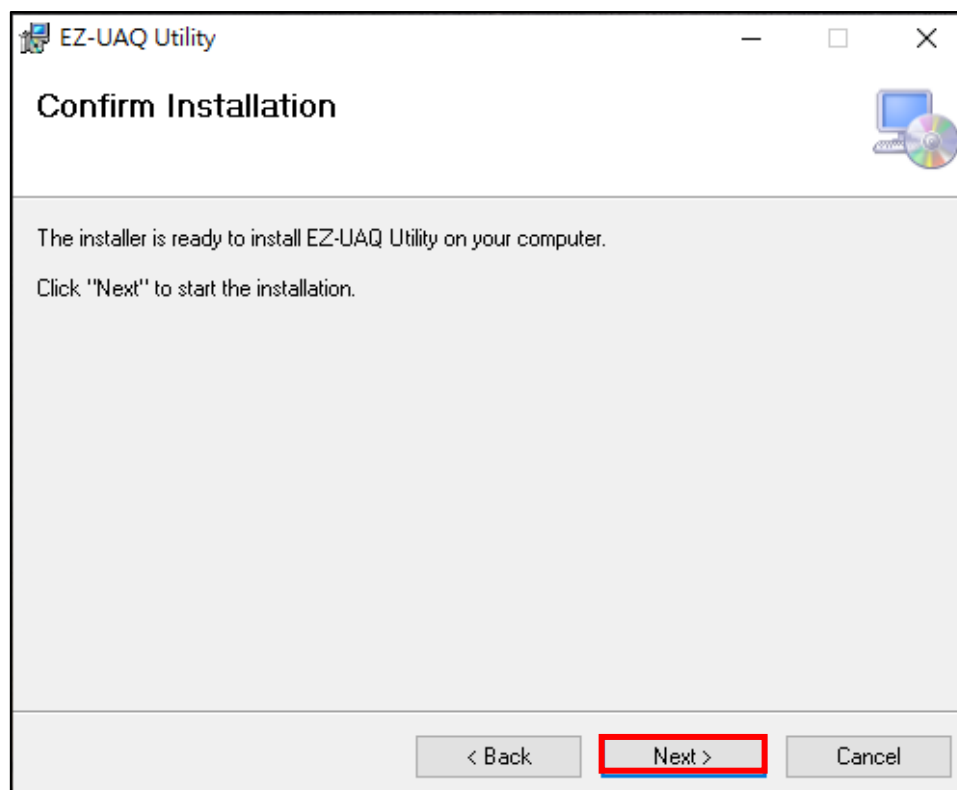 EZ-UAQ Utility
Confirm Installation
The installer is ready to install EZ-UAQ Utility on your computer.
Click "Next" to start the installation.
< Back
Next >
Cancel